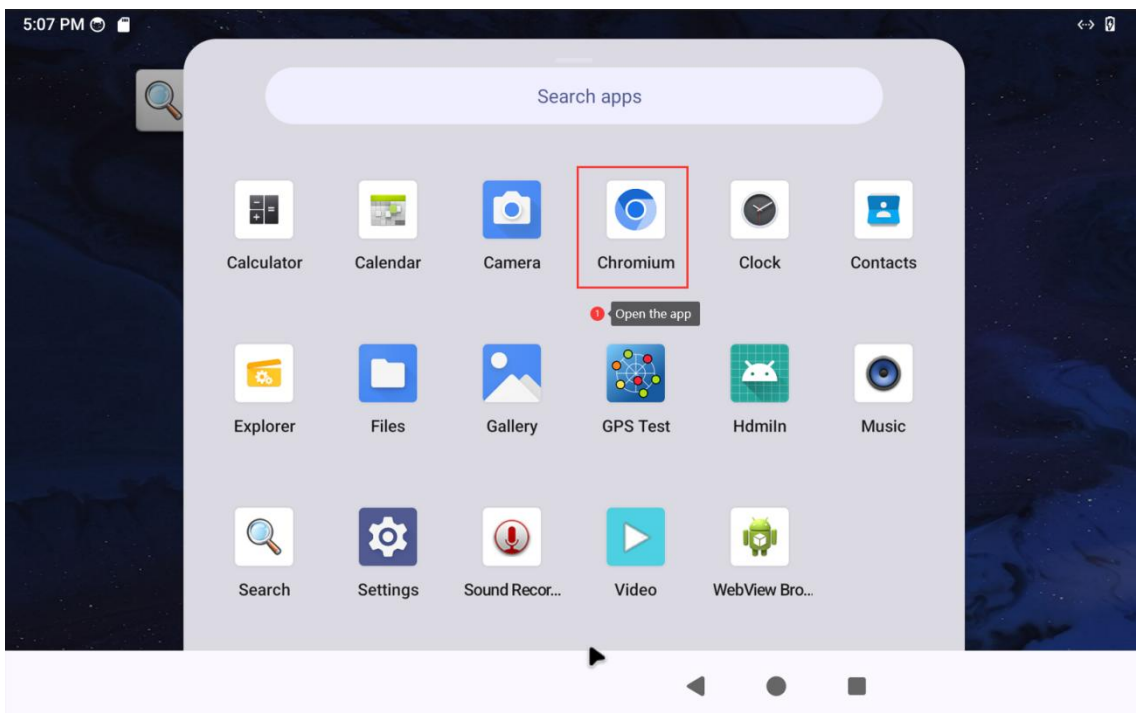 5:07 PM
Search apps
Calculator
Calendar
Camera
Chromium
Clock
Contacts
1 Open the app
Explorer
Files
Gallery
GPS Test
HdmiIn
Music
Search
Settings
Sound Recor...
Video
WebView Bro...